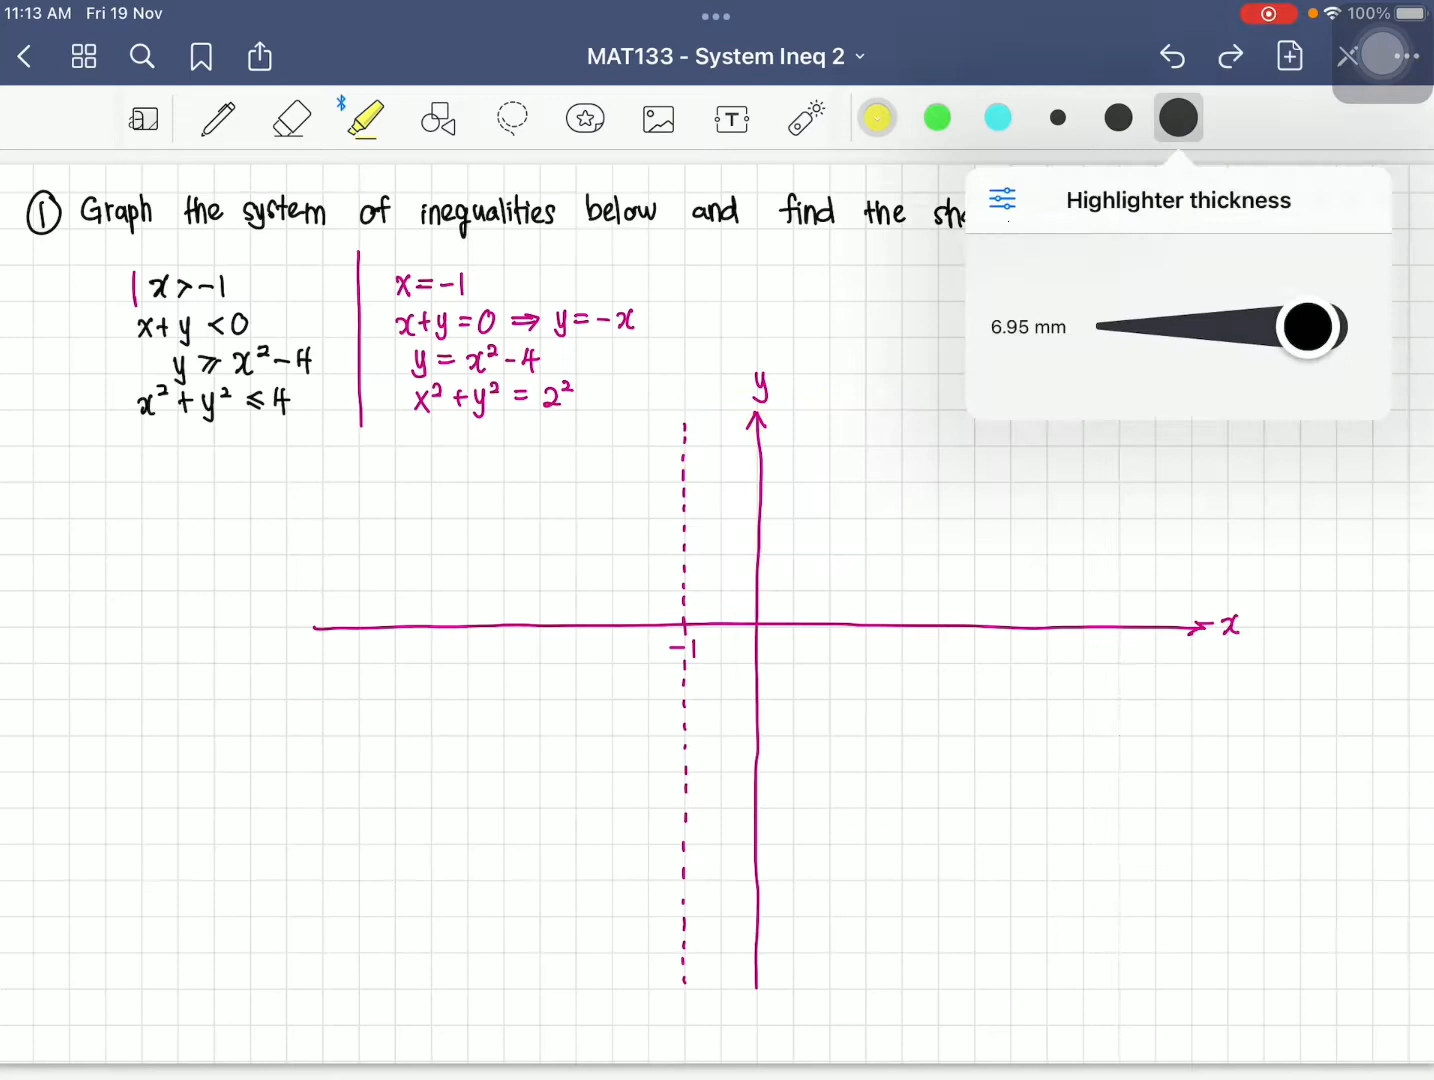 11:13 AM Fri 19 Nov
100%
MAT133 - System Ineq 2
T
Highlighter thickness
6.95 mm
① Graph the system of inequalities below and find the
x > -1
x + y < 0
y ⩾ x² - 4
x² + y² ⩽ 4
x = -1
x + y = 0 ⇒ y = -x
y = x² - 4
x² + y² = 2²
y
x
-1